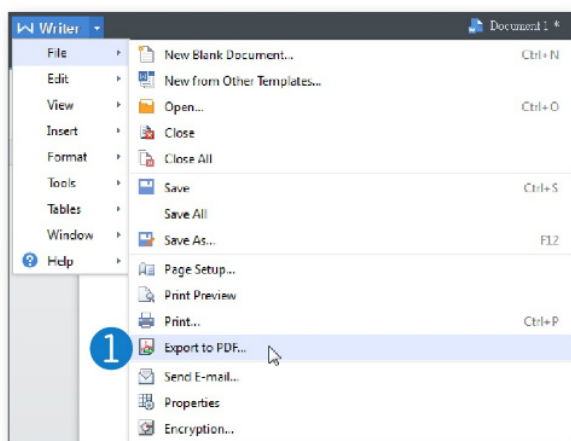 Writer
Document 1 *
File
Edit
View
Insert
Format
Tools
Tables
Window
Help
New Blank Document... Ctrl+N
New from Other Templates...
Open... Ctrl+O
Close
Close All
Save Ctrl+S
Save All
Save As... F12
Page Setup...
Print Preview
Print... Ctrl+P
1 Export to PDF...
Send E-mail...
Properties
Encryption...